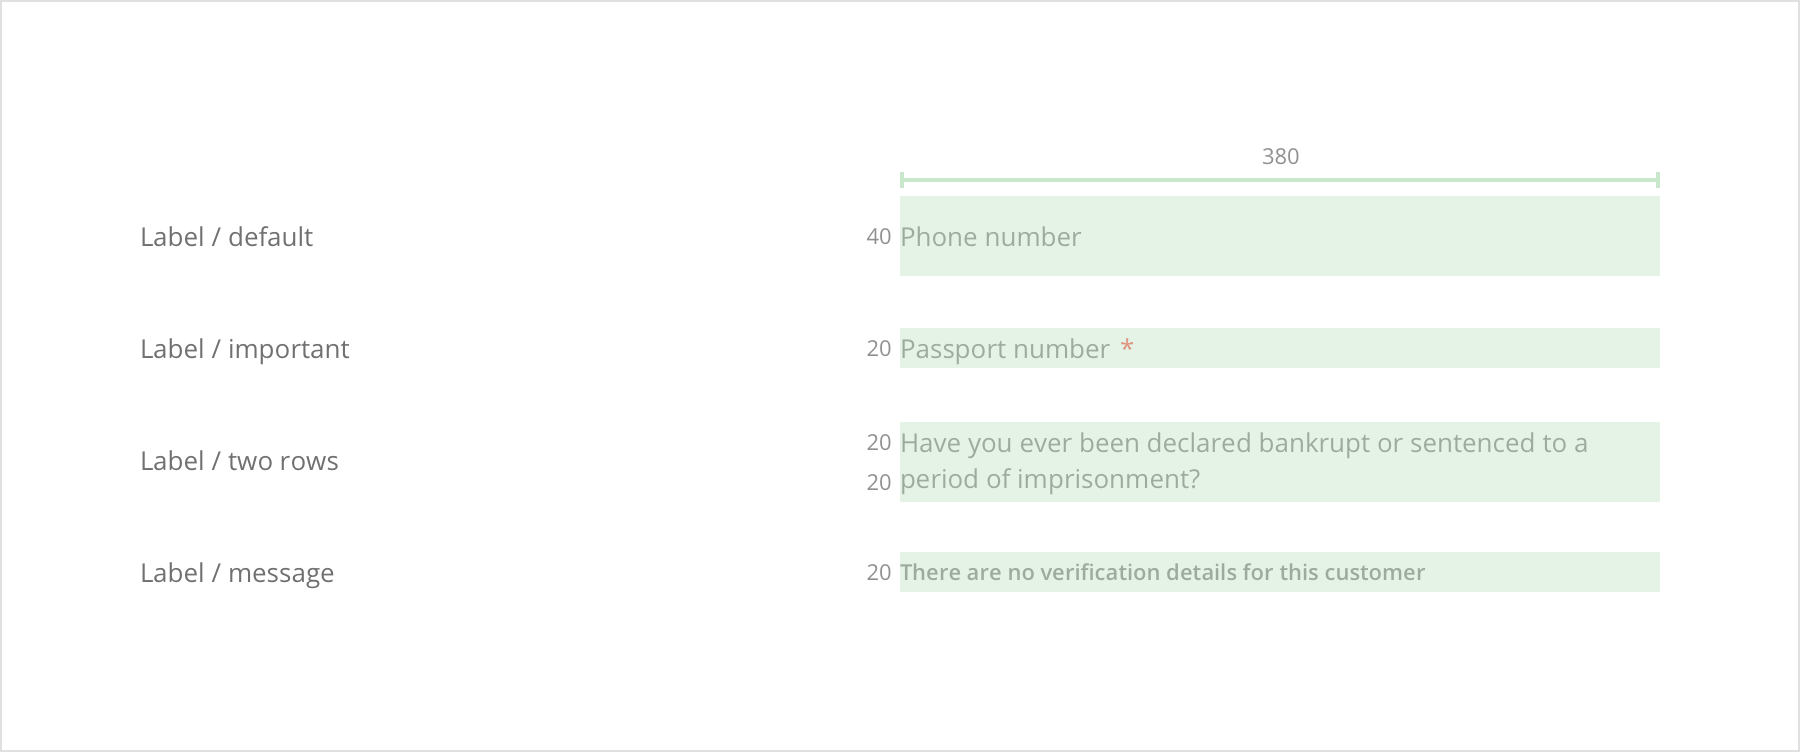 380
Label / default
40 Phone number
Label / important
20 Passport number *
Label / two rows
20 Have you ever been declared bankrupt or sentenced to a
20 period of imprisonment?
Label / message
20 There are no verification details for this customer